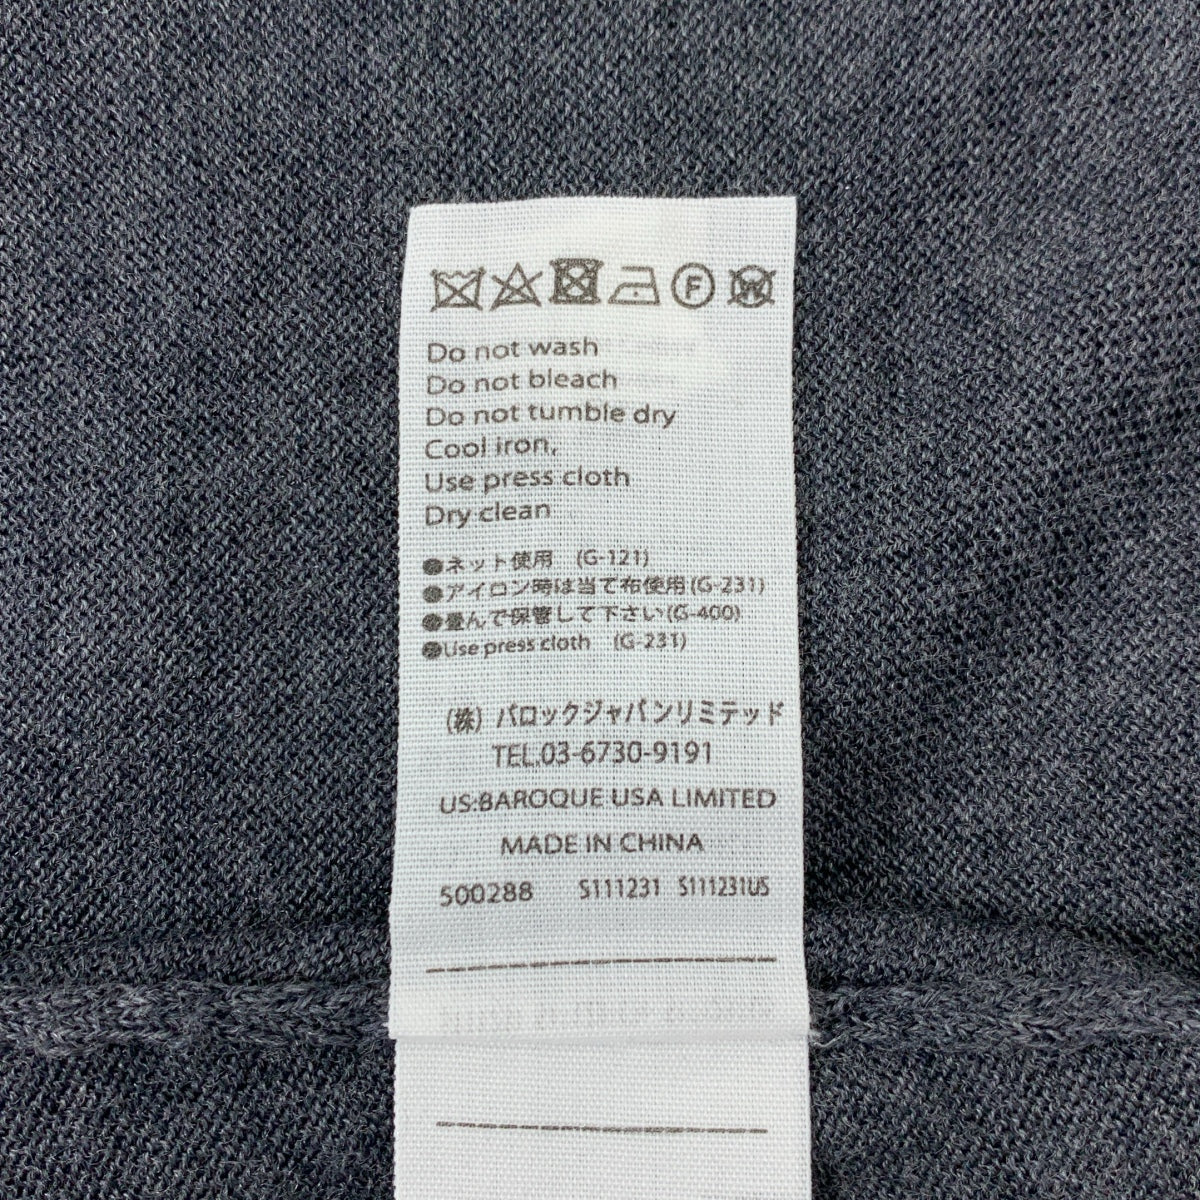 F W
Do not wash
Do not bleach
Do not tumble dry
Cool iron,
Use press cloth
Dry clean
●ネット使用 (G-121)
●アイロン時は当て布使用(G-231)
●畳んで保管して下さい(G-400)
●Use press cloth (G-231)
(株) バロックジャパンリミテッド
TEL.03-6730-9191
US:BAROQUE USA LIMITED
MADE IN CHINA
500288 S111231 S111231US